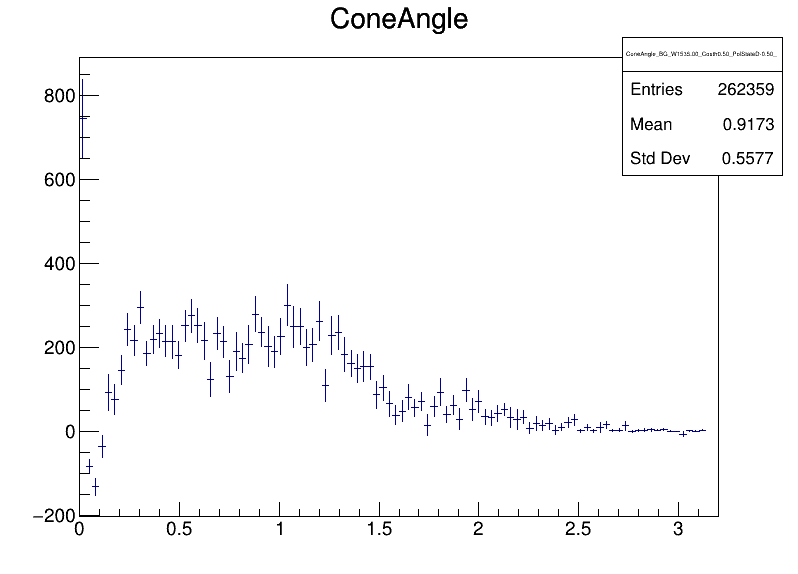 ConeAngle
ConeAngle_BG_W1535.00_Costh0.50_PolStateD-0.50_
Entries 262359
Mean 0.9173
Std Dev 0.5577
800
600
400
200
0
−200
0 0.5 1 1.5 2 2.5 3